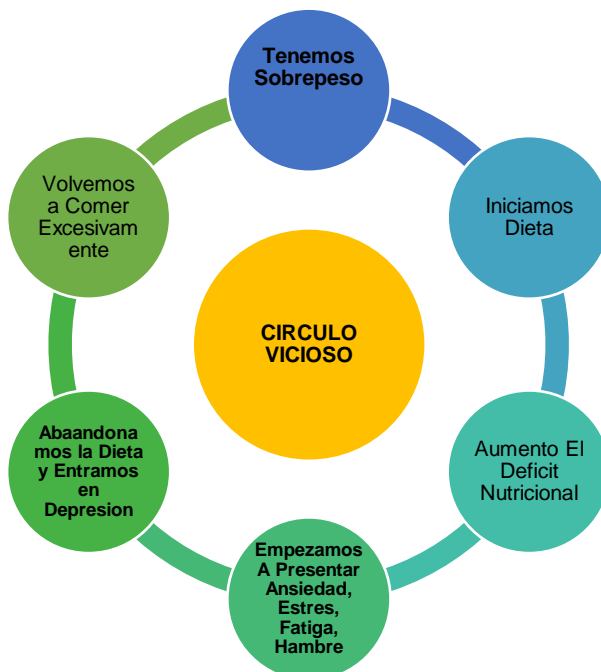 Tenemos
Sobrepeso
Iniciamos
Dieta
Aumento El
Deficit
Nutricional
Empezamos
A Presentar
Ansiedad,
Estres,
Fatiga,
Hambre
Abaandona
mos la Dieta
y Entramos
en
Depresion
Volvemos
a Comer
Excesivam
ente
CIRCULO
VICIOSO